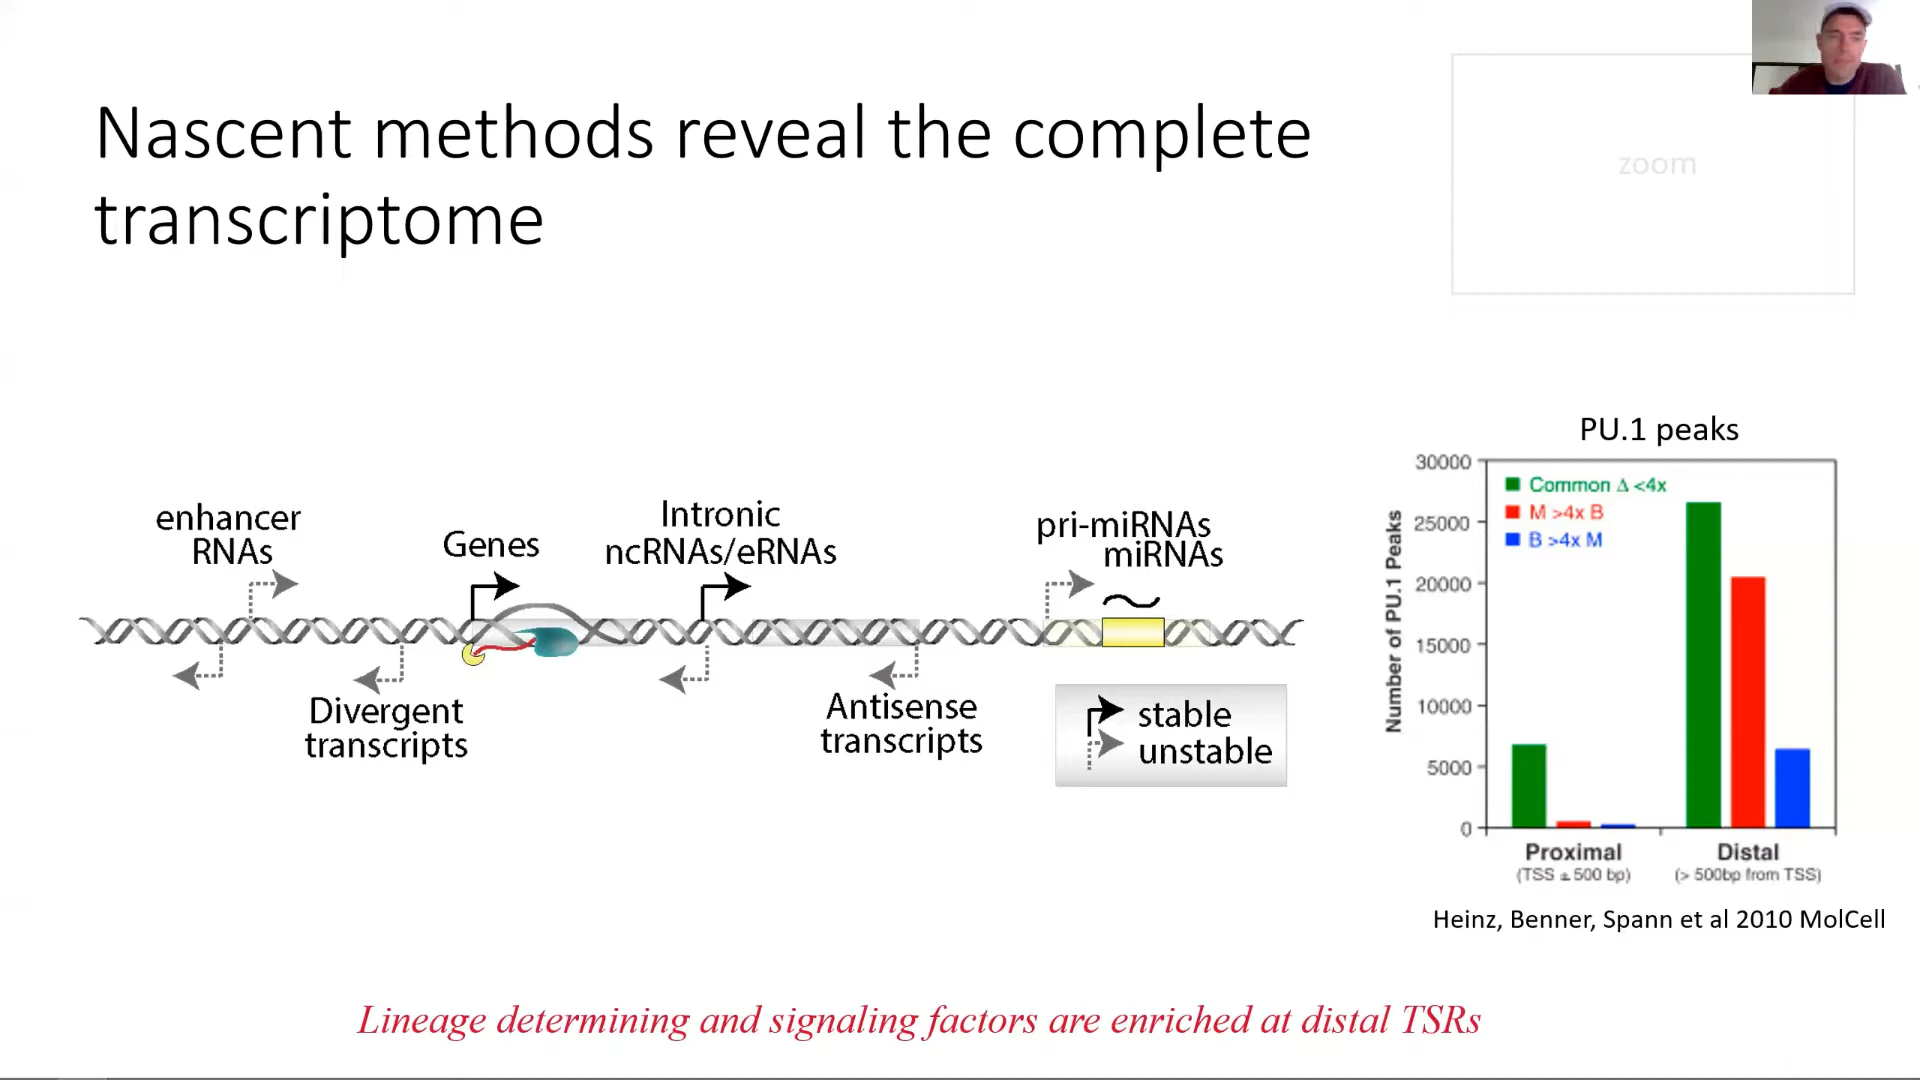 Nascent methods reveal the complete
transcriptome
zoom
enhancer
RNAs
Genes
Intronic
ncRNAs/eRNAs
pri-miRNAs
miRNAs
Divergent
transcripts
Antisense
transcripts
stable
unstable
PU.1 peaks
Number of PU.1 Peaks
30000
25000
20000
15000
10000
5000
0
Common Δ <4x
M >4x B
B >4x M
Proximal
(TSS ± 500 bp)
Distal
(> 500bp from TSS)
Heinz, Benner, Spann et al 2010 MolCell
Lineage determining and signaling factors are enriched at distal TSRs